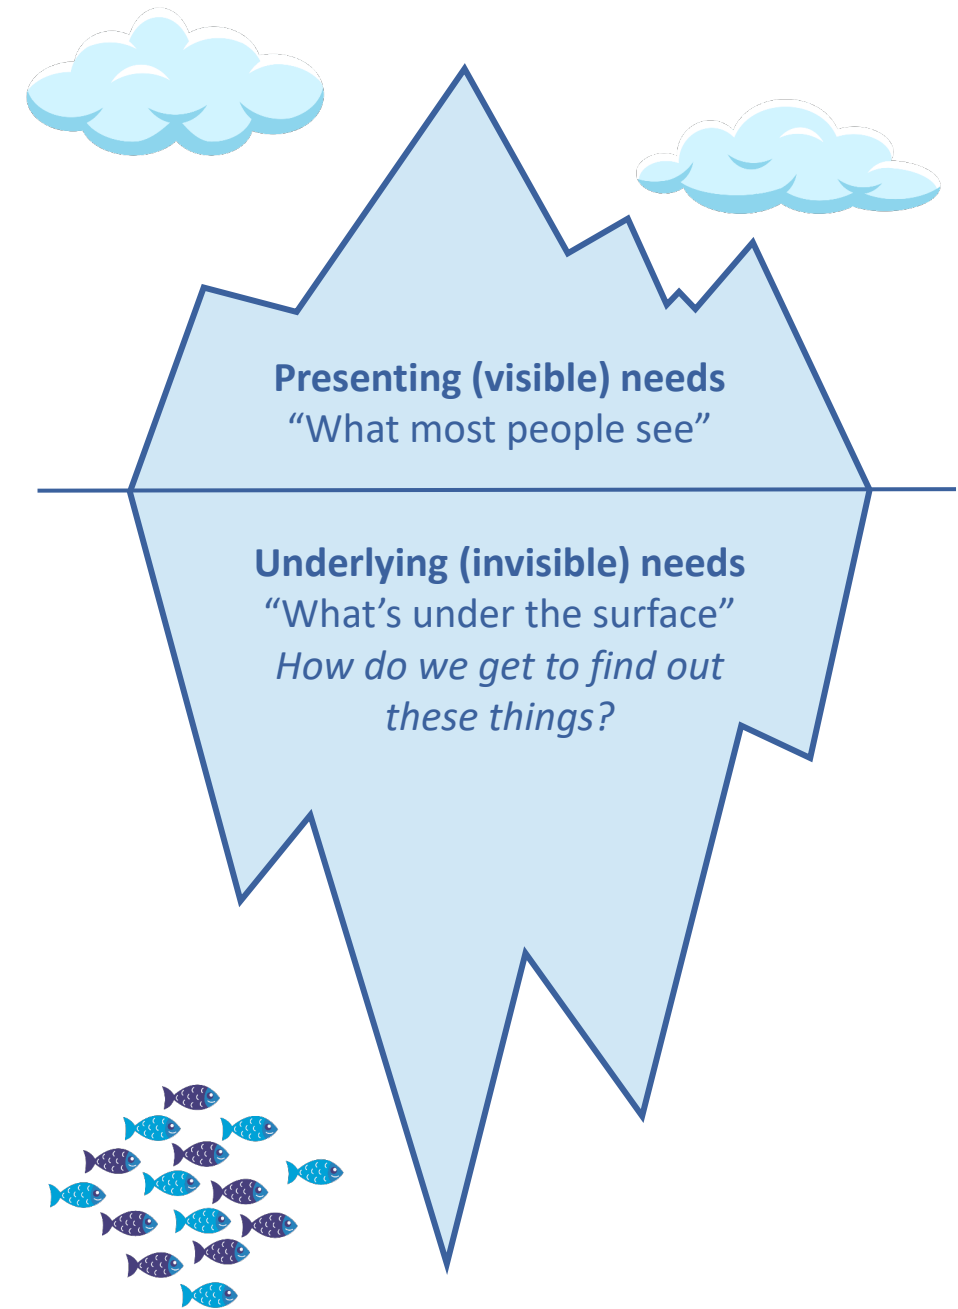 Presenting (visible) needs
“What most people see”
Underlying (invisible) needs
“What’s under the surface”
How do we get to find out
these things?